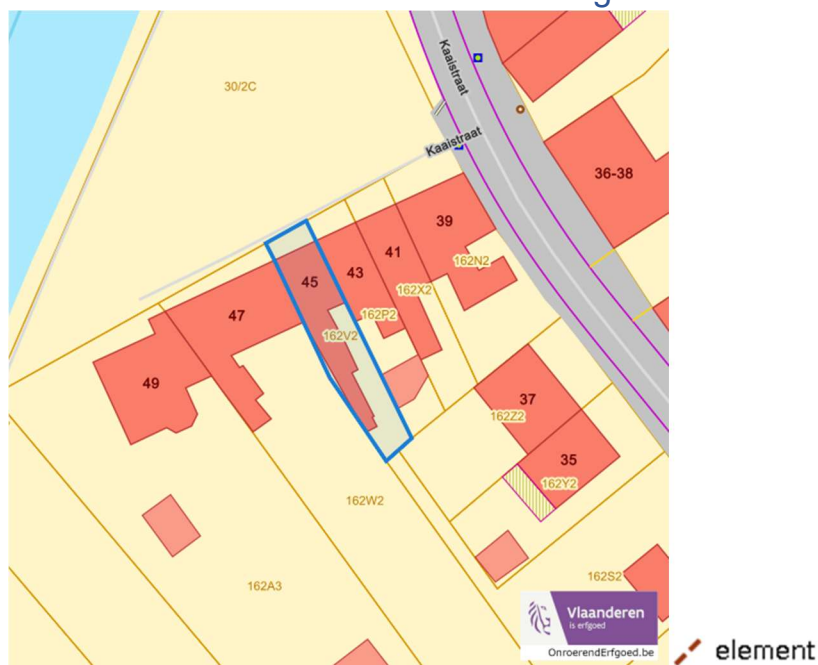 Kaaistraat
30/2C
Kaaistraat
36-38
39
41
162N2
43
45
162X2
47
162P2
162V2
49
37
162Z2
35
162Y2
162W2
162S2
162A3
Vlaanderen
is erfgoed
OnroerendErfgoed.be
element